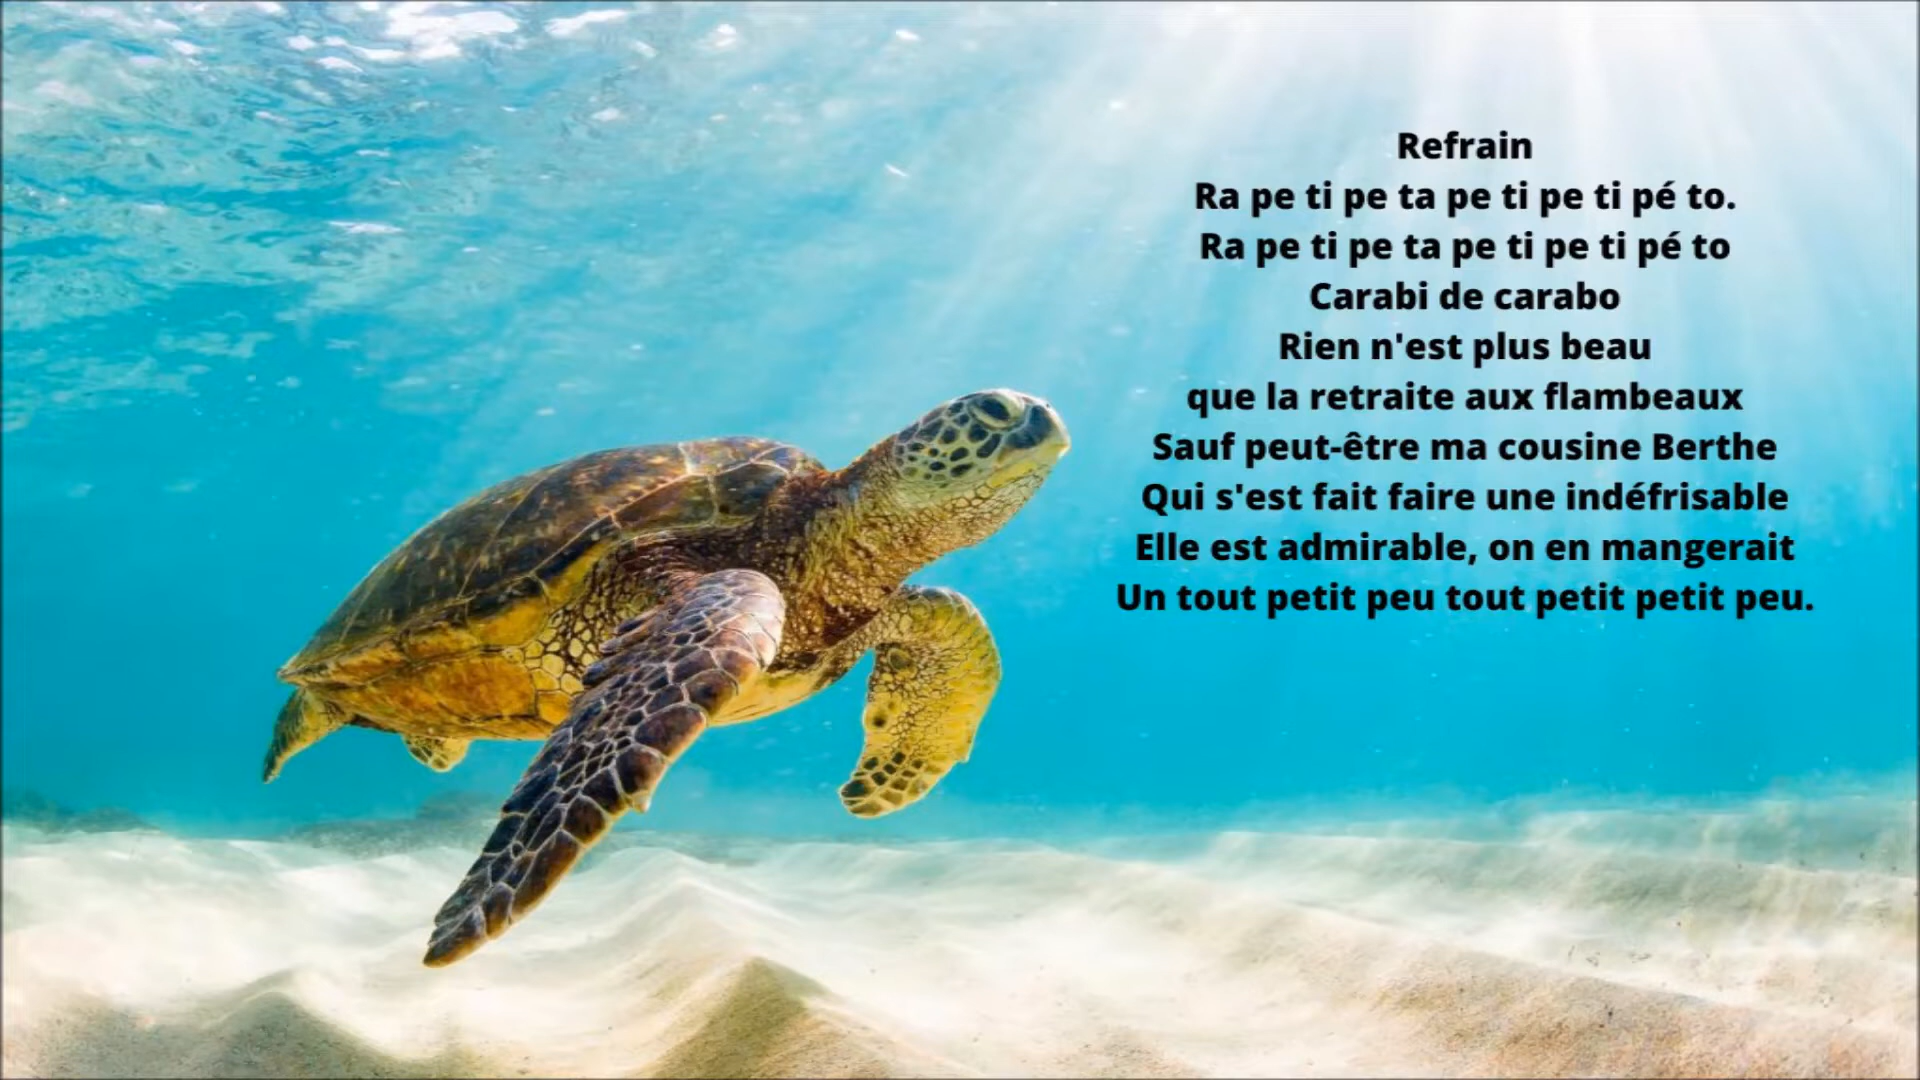 Refrain
Ra pe ti pe ta pe ti pe ti pé to.
Ra pe ti pe ta pe ti pe ti pé to
Carabi de carabo
Rien n'est plus beau
que la retraite aux flambeaux
Sauf peut-être ma cousine Berthe
Qui s'est fait faire une indéfrisable
Elle est admirable, on en mangerait
Un tout petit peu tout petit petit peu.